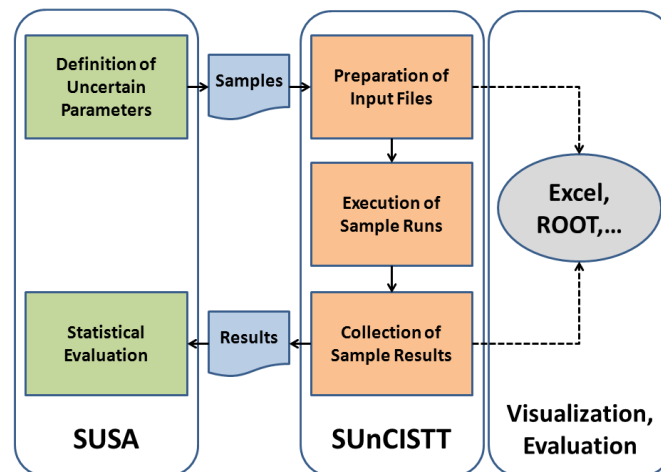 Definition of
Uncertain
Parameters
Samples
Preparation of
Input Files
Execution of
Sample Runs
Excel,
ROOT,...
Statistical
Evaluation
Results
Collection of
Sample Results
SUSA
SUnCISTT
Visualization,
Evaluation